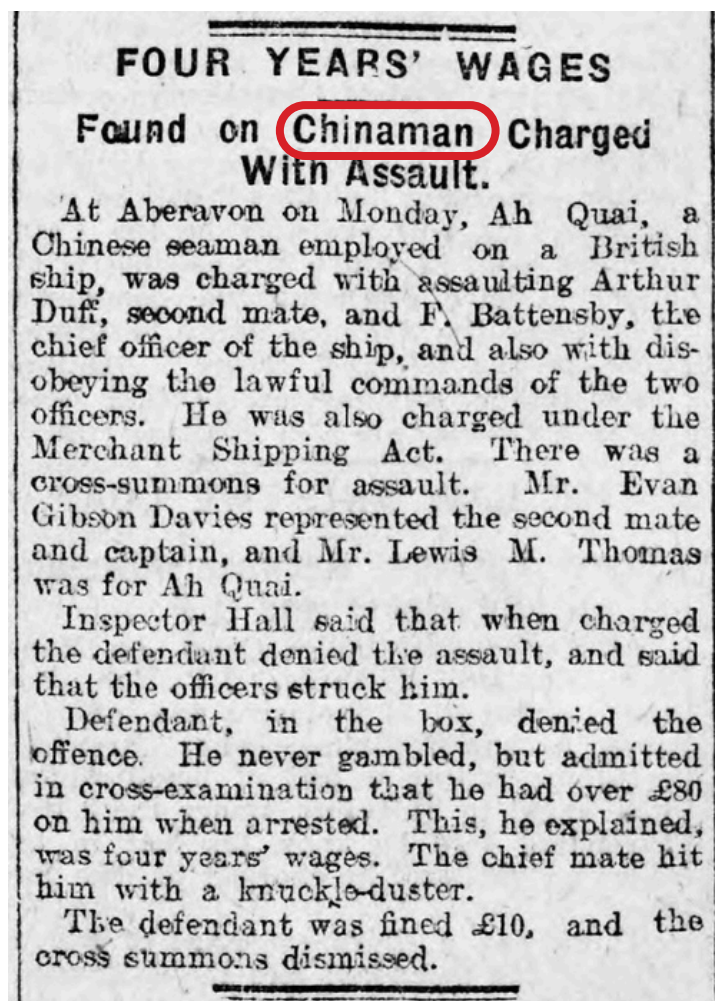 FOUR YEARS' WAGES
Found on Chinaman Charged
With Assault.
At Aberavon on Monday, Ah Quai, a
Chinese seaman employed on a British
ship, was charged with assaulting Arthur
Duff, second mate, and F. Battensby, the
chief officer of the ship, and also with dis-
obeying the lawful commands of the two
officers. He was also charged under the
Merchant Shipping Act. There was a
cross-summons for assault. Mr. Evan
Gibson Davies represented the second mate
and captain, and Mr. Lewis M. Thomas
was for Ah Quai.
Inspector Hall said that when charged
the defendant denied the assault, and said
that the officers struck him.
Defendant, in the box, denied the
offence. He never gambled, but admitted
in cross-examination that he had over £80
on him when arrested. This, he explained,
was four years' wages. The chief mate hit
him with a knuckle-duster.
The defendant was fined £10, and the
cross summons dismissed.